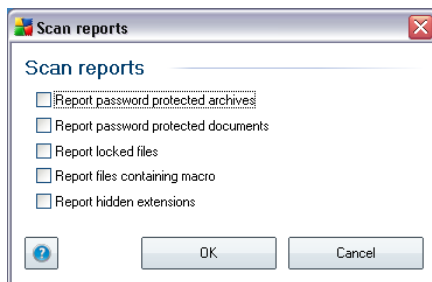 Scan reports
Scan reports
Report password protected archives
Report password protected documents
Report locked files
Report files containing macro
Report hidden extensions
? OK Cancel